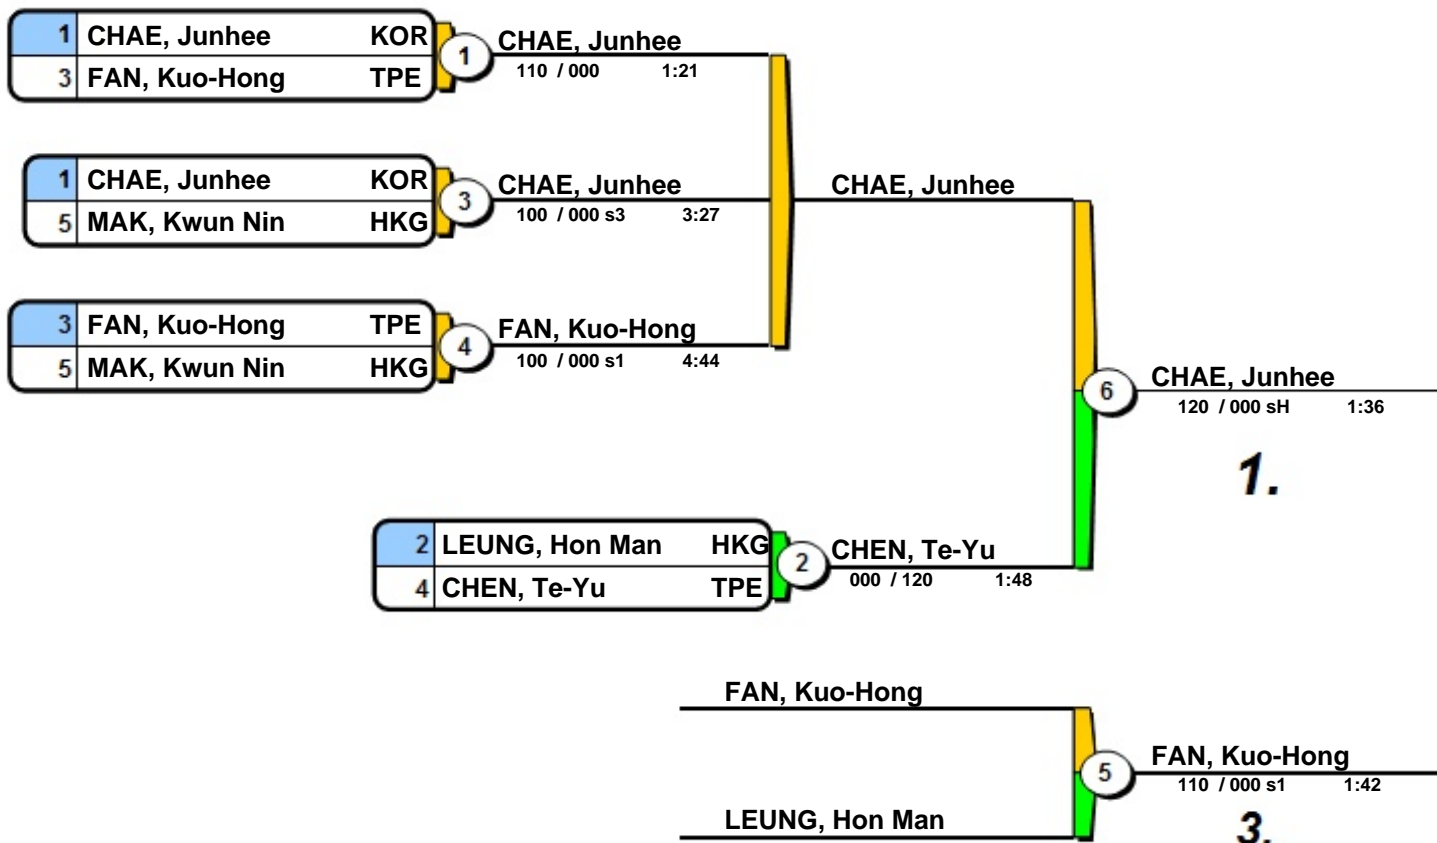 1 CHAE, Junhee KOR
3 FAN, Kuo-Hong TPE
1
CHAE, Junhee
110 / 000 1:21
1 CHAE, Junhee KOR
5 MAK, Kwun Nin HKG
3
CHAE, Junhee
100 / 000 s3 3:27
CHAE, Junhee
3 FAN, Kuo-Hong TPE
5 MAK, Kwun Nin HKG
4
FAN, Kuo-Hong
100 / 000 s1 4:44
6
CHAE, Junhee
120 / 000 sH 1:36
1.
2 LEUNG, Hon Man HKG
4 CHEN, Te-Yu TPE
2
CHEN, Te-Yu
000 / 120 1:48
FAN, Kuo-Hong
LEUNG, Hon Man
5
FAN, Kuo-Hong
110 / 000 s1 1:42
3.